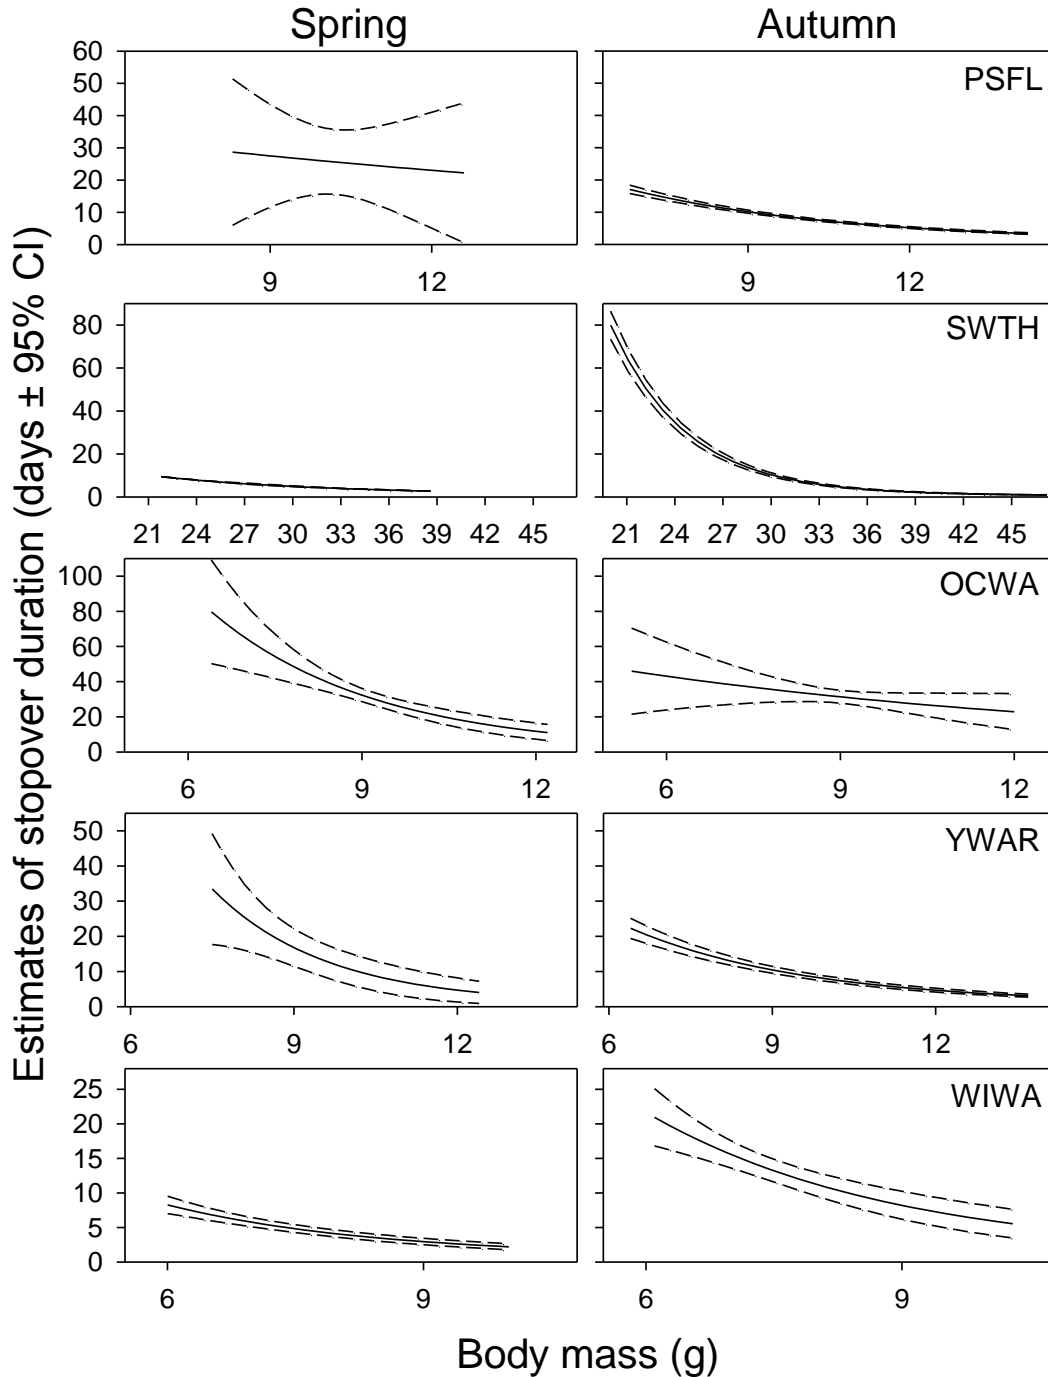 Spring Autumn
Estimates of stopover duration (days ± 95% CI)
60
50
40
30
20
10
0
PSFL
9 12 9 12
80
60
40
20
0
SWTH
21 24 27 30 33 36 39 42 45 21 24 27 30 33 36 39 42 45
100
80
60
40
20
0
OCWA
6 9 12 6 9 12
50
40
30
20
10
0
YWAR
6 9 12 6 9 12
25
20
15
10
5
0
WIWA
6 9 6 9
Body mass (g)